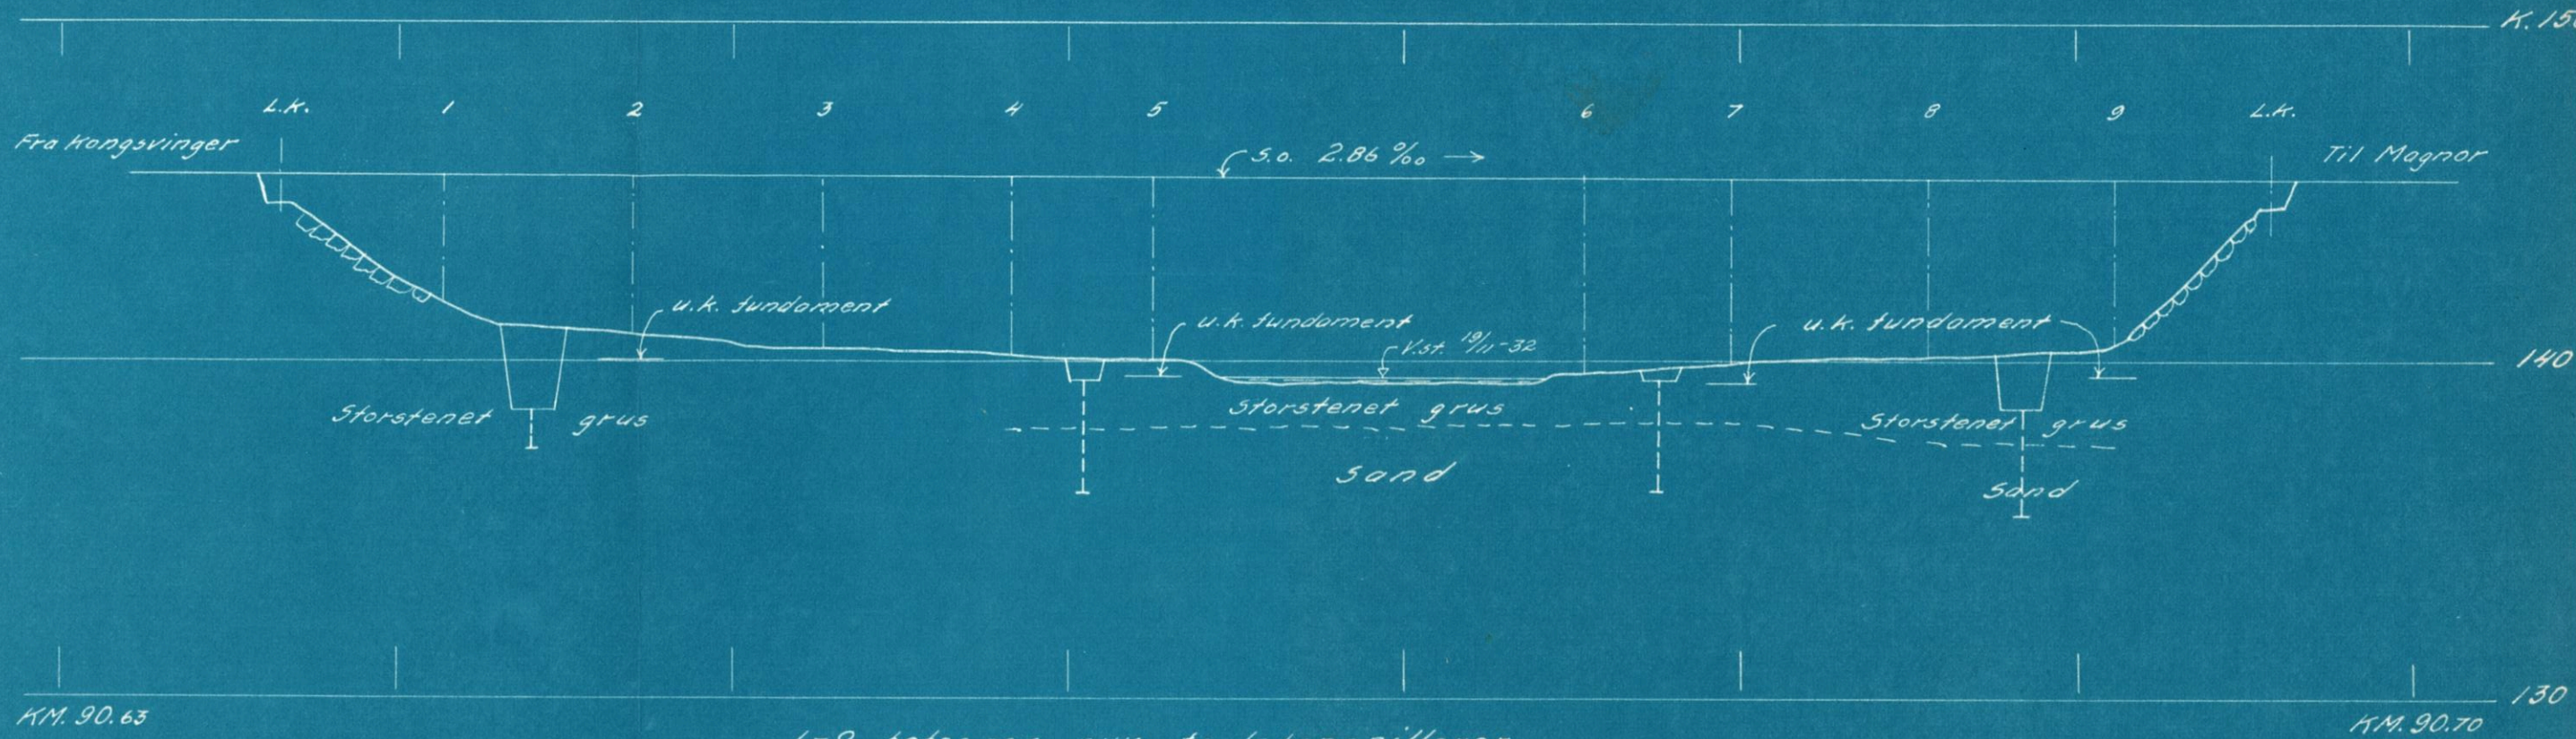 K. 15
L.K. 1 2 3 4 5 6 7 8 9 L.K.
Fra Kongsvinger
S.O. 2.86 ‰ →
Til Magnor
u.k. fundament
u.k. fundament
V.st. 19/11-32
u.k. fundament
140
Storstenet grus
Storstenet grus
Storstenet grus
Sand
Sand
130
KM. 90.63
KM. 90.70